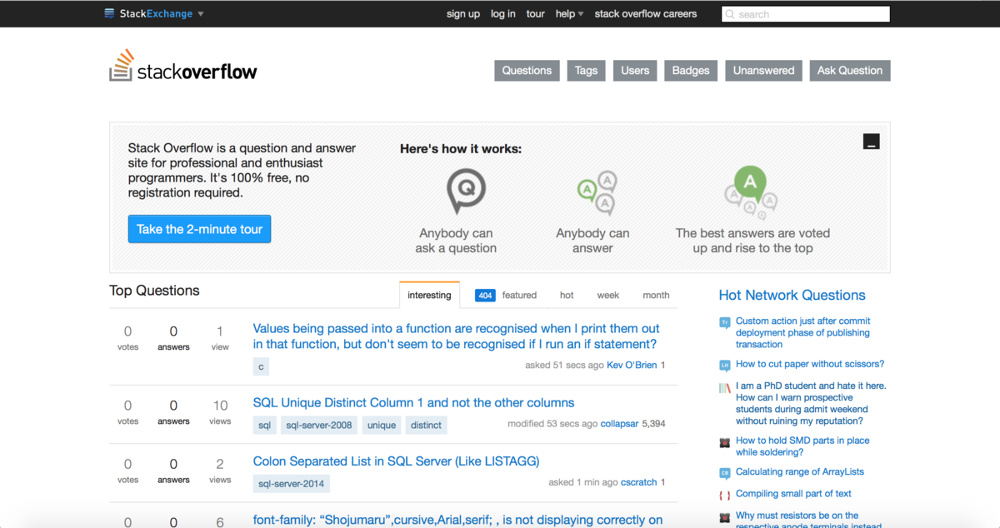 StackExchange
sign up log in tour help stack overflow careers
search
stackoverflow
Questions Tags Users Badges Unanswered Ask Question
Stack Overflow is a question and answer
site for professional and enthusiast
programmers. It's 100% free, no
registration required.
Take the 2-minute tour
Here's how it works:
Q
A
A
A
A
A
A
A
A
Anybody can
ask a question
Anybody can
answer
The best answers are voted
up and rise to the top
Top Questions
interesting 404 featured hot week month
0 votes 0 answers 1 view
Values being passed into a function are recognised when I print them out
in that function, but don't seem to be recognised if I run an if statement?
c
asked 51 secs ago Kev O'Brien 1
0 votes 0 answers 10 views
SQL Unique Distinct Column 1 and not the other columns
sql sql-server-2008 unique distinct
modified 53 secs ago collapsar 5,394
0 votes 0 answers 2 views
Colon Separated List in SQL Server (Like LISTAGG)
sql-server-2014
asked 1 min ago cscratch 1
0 0 6
font-family: “Shojumaru”,cursive,Arial,serif; , is not displaying correctly on
Hot Network Questions
Tr
Custom action just after commit
deployment phase of publishing
transaction
LH
How to cut paper without scissors?
I am a PhD student and hate it here.
How can I warn prospective
students during admit weekend
without ruining my reputation?
How to hold SMD parts in place
while soldering?
CR
Calculating range of ArrayLists
Compiling small part of text
Why must resistors be on the
respective anode terminals instead